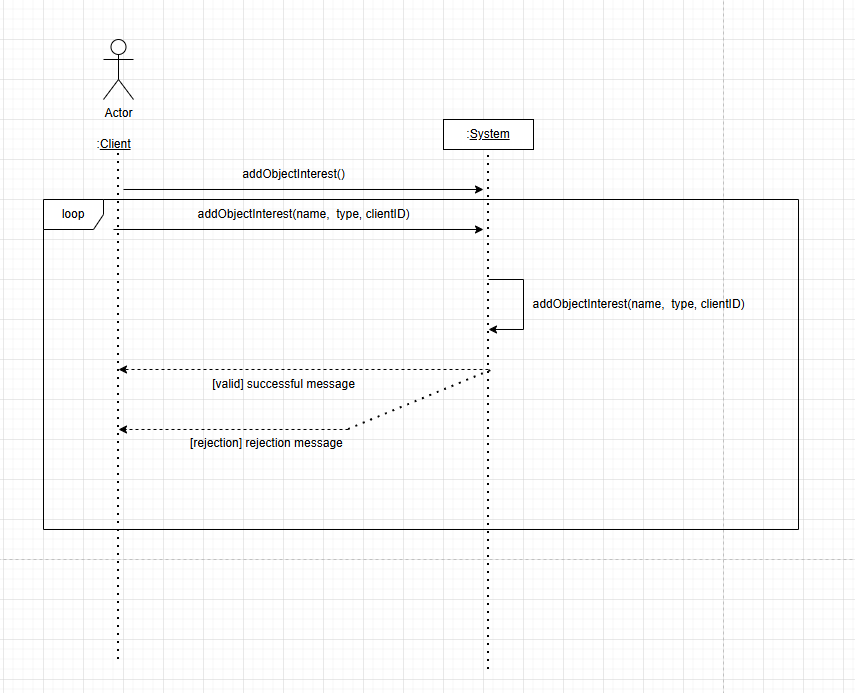 Actor
:Client
:System
addObjectInterest()
loop
addObjectInterest(name,  type, clientID)
addObjectInterest(name,  type, clientID)
[valid] successful message
[rejection] rejection message